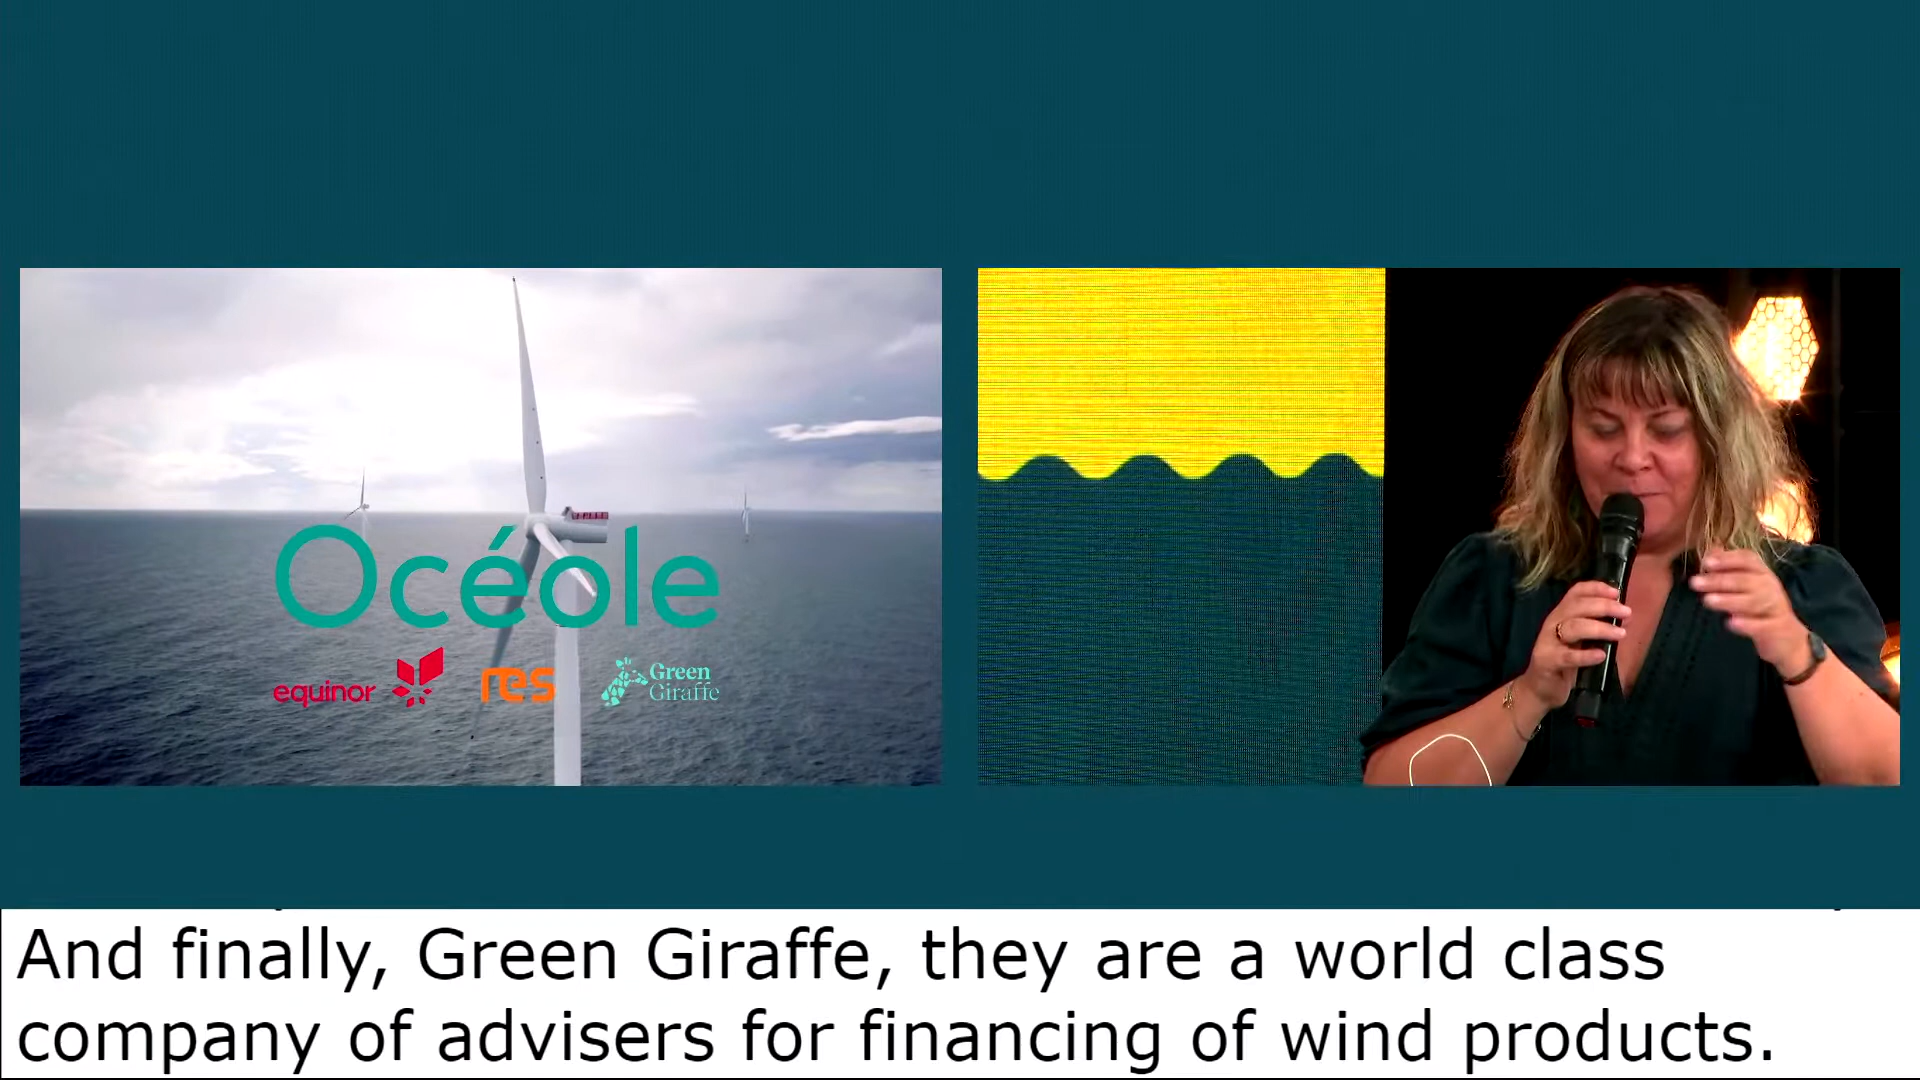 Océole
equinor
res
Green
Giraffe
And finally, Green Giraffe, they are a world class
company of advisers for financing of wind products.